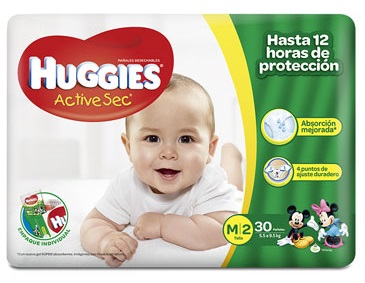 PAÑALES DESECHABLES
HUGGIES
Active Sec
Hasta 12
horas de
protección
Absorción
mejorada*
4 puntos de
ajuste duradero
M|2
Talla
30 Pañales
5.5 a 9.5 kg
EMPAQUE INDIVIDUAL